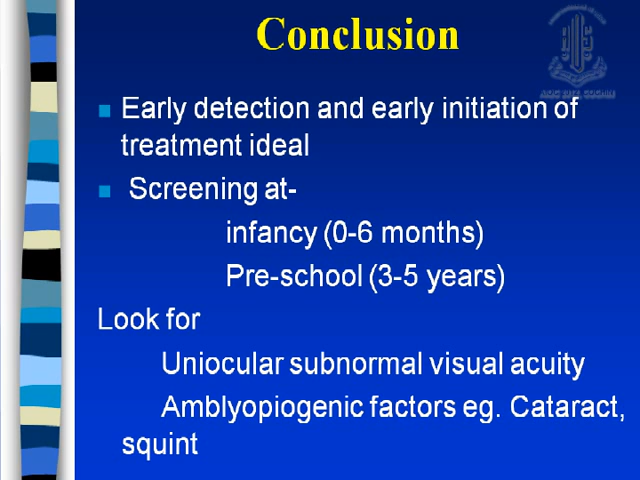 Conclusion
Early detection and early initiation of
treatment ideal
Screening at-
infancy (0-6 months)
Pre-school (3-5 years)
Look for
Uniocular subnormal visual acuity
Amblyopiogenic factors eg. Cataract,
squint